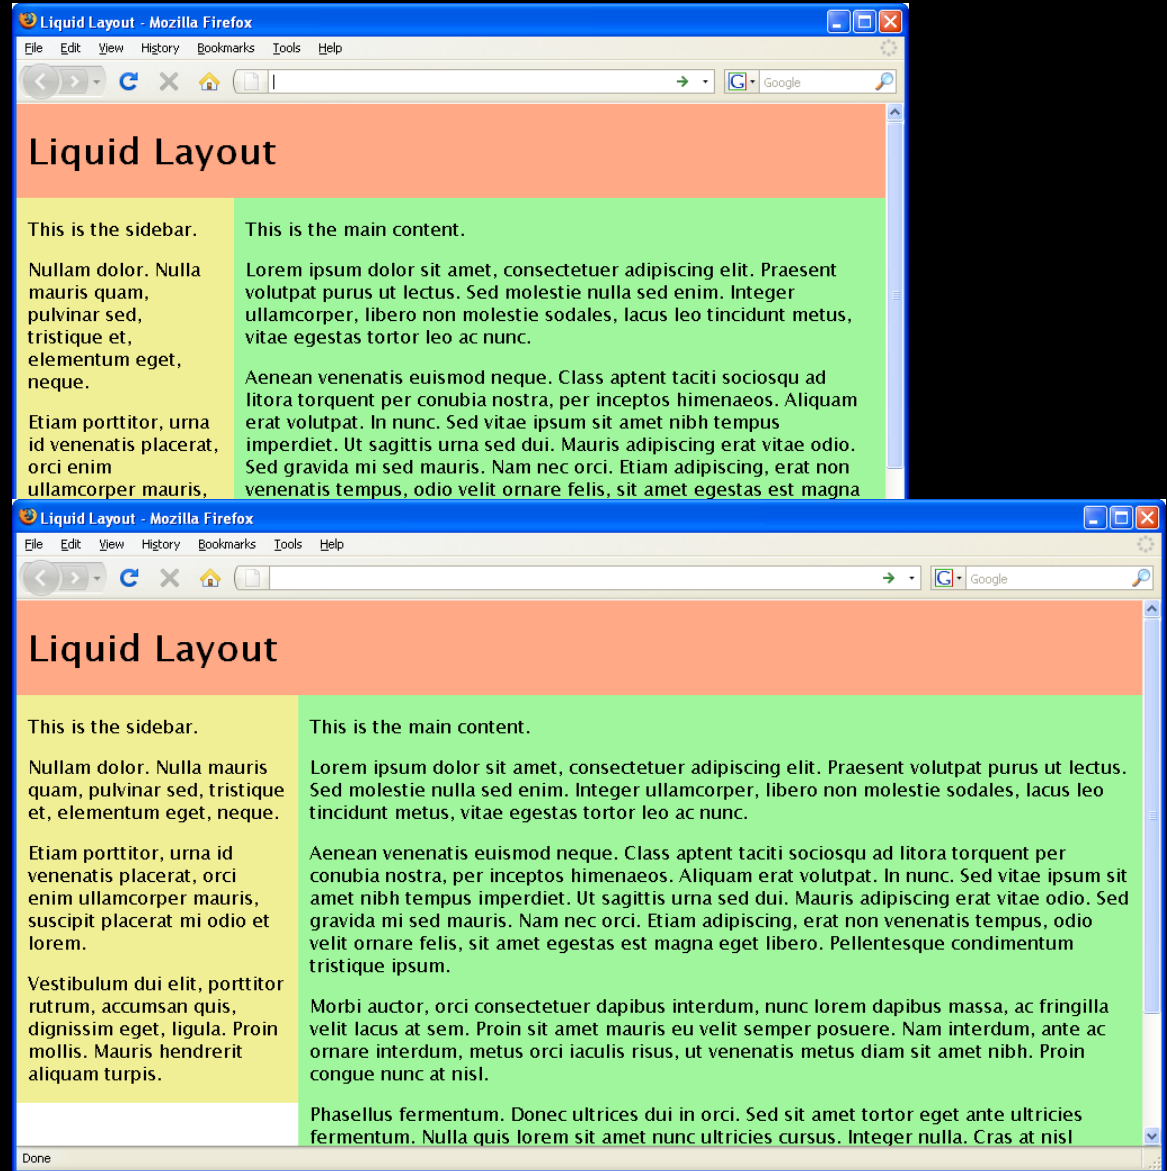 Liquid Layout - Mozilla Firefox
File Edit View History Bookmarks Tools Help
G Google
Liquid Layout
This is the sidebar.
Nullam dolor. Nulla
mauris quam,
pulvinar sed,
tristique et,
elementum eget,
neque.
Etiam porttitor, urna
id venenatis placerat,
orci enim
ullamcorper mauris,
This is the main content.
Lorem ipsum dolor sit amet, consectetuer adipiscing elit. Praesent
volutpat purus ut lectus. Sed molestie nulla sed enim. Integer
ullamcorper, libero non molestie sodales, lacus leo tincidunt metus,
vitae egestas tortor leo ac nunc.
Aenean venenatis euismod neque. Class aptent taciti sociosqu ad
litora torquent per conubia nostra, per inceptos himenaeos. Aliquam
erat volutpat. In nunc. Sed vitae ipsum sit amet nibh tempus
imperdiet. Ut sagittis urna sed dui. Mauris adipiscing erat vitae odio.
Sed gravida mi sed mauris. Nam nec orci. Etiam adipiscing, erat non
venenatis tempus, odio velit ornare felis, sit amet egestas est magna
Liquid Layout - Mozilla Firefox
File Edit View History Bookmarks Tools Help
G Google
Liquid Layout
This is the sidebar.
Nullam dolor. Nulla mauris
quam, pulvinar sed, tristique
et, elementum eget, neque.
Etiam porttitor, urna id
venenatis placerat, orci
enim ullamcorper mauris,
suscipit placerat mi odio et
lorem.
Vestibulum dui elit, porttitor
rutrum, accumsan quis,
dignissim eget, ligula. Proin
mollis. Mauris hendrerit
aliquam turpis.
This is the main content.
Lorem ipsum dolor sit amet, consectetuer adipiscing elit. Praesent volutpat purus ut lectus.
Sed molestie nulla sed enim. Integer ullamcorper, libero non molestie sodales, lacus leo
tincidunt metus, vitae egestas tortor leo ac nunc.
Aenean venenatis euismod neque. Class aptent taciti sociosqu ad litora torquent per
conubia nostra, per inceptos himenaeos. Aliquam erat volutpat. In nunc. Sed vitae ipsum sit
amet nibh tempus imperdiet. Ut sagittis urna sed dui. Mauris adipiscing erat vitae odio. Sed
gravida mi sed mauris. Nam nec orci. Etiam adipiscing, erat non venenatis tempus, odio
velit ornare felis, sit amet egestas est magna eget libero. Pellentesque condimentum
tristique ipsum.
Morbi auctor, orci consectetuer dapibus interdum, nunc lorem dapibus massa, ac fringilla
velit lacus at sem. Proin sit amet mauris eu velit semper posuere. Nam interdum, ante ac
ornare interdum, metus orci iaculis risus, ut venenatis metus diam sit amet nibh. Proin
congue nunc at nisl.
Phasellus fermentum. Donec ultrices dui in orci. Sed sit amet tortor eget ante ultricies
fermentum. Nulla quis lorem sit amet nunc ultricies cursus. Integer nulla. Cras at nisl
Done